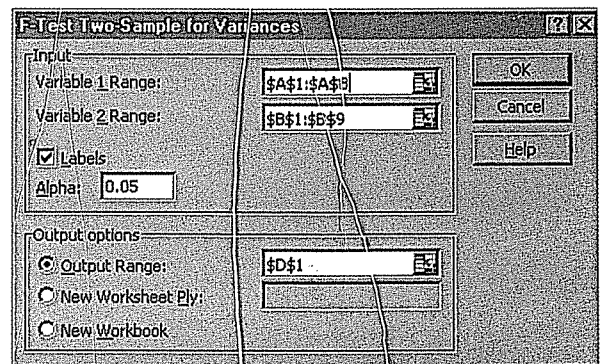 F-Test Two-Sample for Variances
Input
Variable 1 Range: $A$1:$A$8
Variable 2 Range: $B$1:$B$9
Labels
Alpha: 0.05
OK
Cancel
Help
Output options
Output Range: $D$1
New Worksheet Ply:
New Workbook